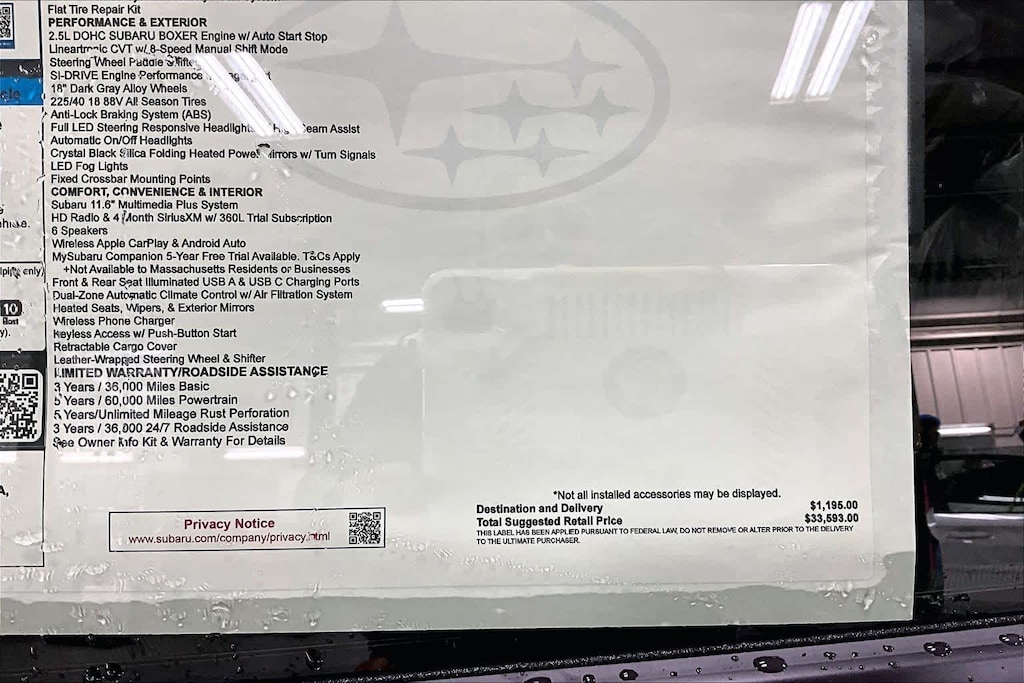 Flat Tire Repair Kit
PERFORMANCE & EXTERIOR
2.5L DOHC SUBARU BOXER Engine w/ Auto Start Stop
Lineartronic CVT w/ 8-Speed Manual Shift Mode
Steering Wheel Paddle Shifters
SI-DRIVE Engine Performance Management
18" Dark Gray Alloy Wheels
225/40 18 88V All Season Tires
Anti-Lock Braking System (ABS)
Full LED Steering Responsive Headlights w/ High Beam Assist
Automatic On/Off Headlights
Crystal Black Silica Folding Heated Power Mirrors w/ Turn Signals
LED Fog Lights
Fixed Crossbar Mounting Points
COMFORT, CONVENIENCE & INTERIOR
Subaru 11.6" Multimedia Plus System
HD Radio & 4 Month SiriusXM w/ 360L Trial Subscription
6 Speakers
Wireless Apple CarPlay & Android Auto
MySubaru Companion 5-Year Free Trial Available. T&Cs Apply
+Not Available to Massachusetts Residents or Businesses
Front & Rear Seat Illuminated USB A & USB C Charging Ports
Dual-Zone Automatic Climate Control w/ Air Filtration System
Heated Seats, Wipers, & Exterior Mirrors
Wireless Phone Charger
Keyless Access w/ Push-Button Start
Retractable Cargo Cover
Leather-Wrapped Steering Wheel & Shifter
LIMITED WARRANTY/ROADSIDE ASSISTANCE
3 Years / 36,000 Miles Basic
5 Years / 60,000 Miles Powertrain
5 Years/Unlimited Mileage Rust Perforation
3 Years / 36,000 24/7 Roadside Assistance
See Owner Info Kit & Warranty For Details
only)
10
Best
Privacy Notice
www.subaru.com/company/privacy.html
*Not all installed accessories may be displayed.
Destination and Delivery $1,195.00
Total Suggested Retail Price $33,593.00
THIS LABEL HAS BEEN APPLIED PURSUANT TO FEDERAL LAW, DO NOT REMOVE OR ALTER PRIOR TO THE DELIVERY
TO THE ULTIMATE PURCHASER.